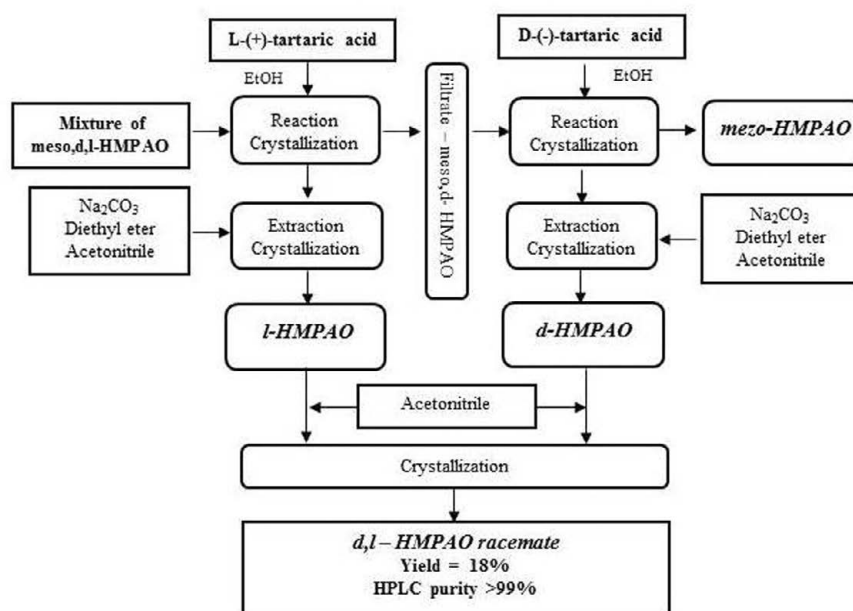 L-(+)-tartaric acid
D-(-)-tartaric acid
EtOH
EtOH
Mixture of
meso,d,l-HMPAO
Reaction
Crystallization
Filtrate – meso,d- HMPAO
Reaction
Crystallization
mezo-HMPAO
Na₂CO₃
Diethyl eter
Acetonitrile
Extraction
Crystallization
Extraction
Crystallization
Na₂CO₃
Diethyl eter
Acetonitrile
l-HMPAO
d-HMPAO
Acetonitrile
Crystallization
d,l – HMPAO racemate
Yield = 18%
HPLC purity >99%